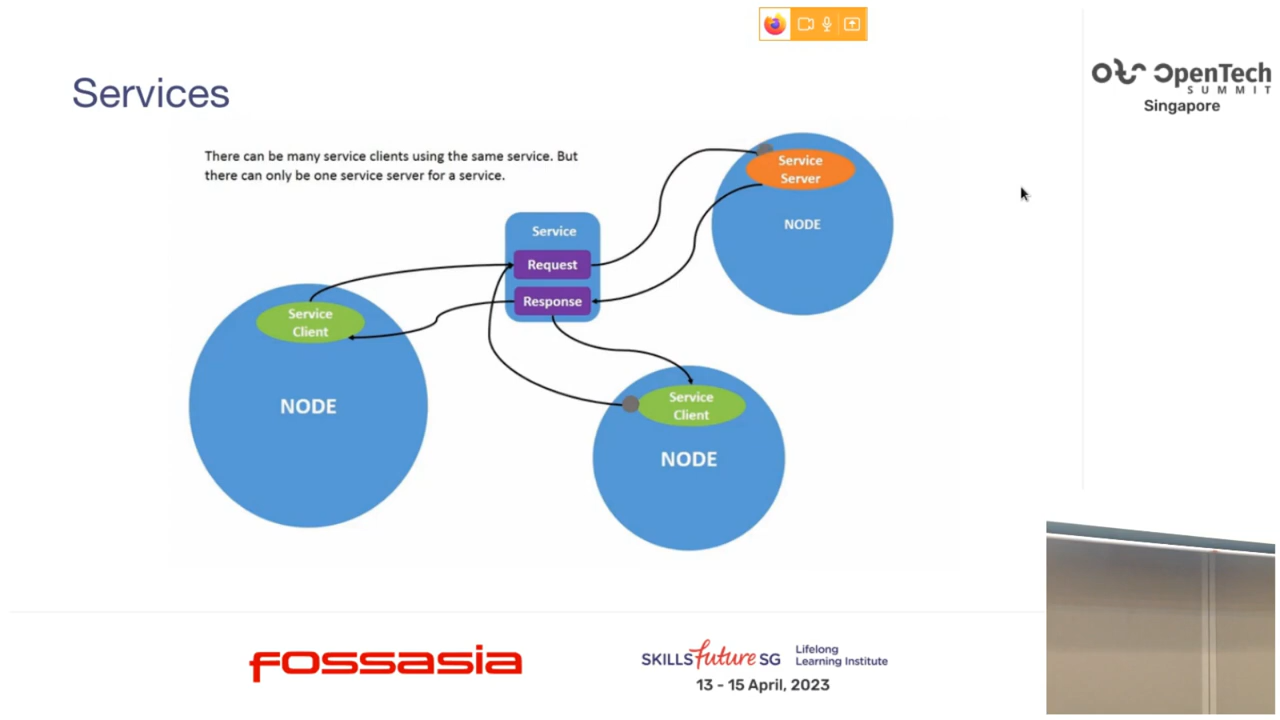 Services
There can be many service clients using the same service. But
there can only be one service server for a service.
Service
Server
NODE
Service
Request
Response
Service
Client
NODE
Service
Client
NODE
OpenTech
SUMMIT
Singapore
FOSSASIA
SKILLSfuture SG
Lifelong
Learning Institute
13 - 15 April, 2023